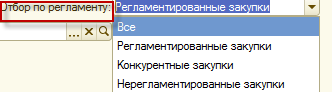 Отбор по регламенту: Регламентированные закупки
... x
Все
Регламентированные закупки
Конкурентные закупки
Нерегламентированные закупки